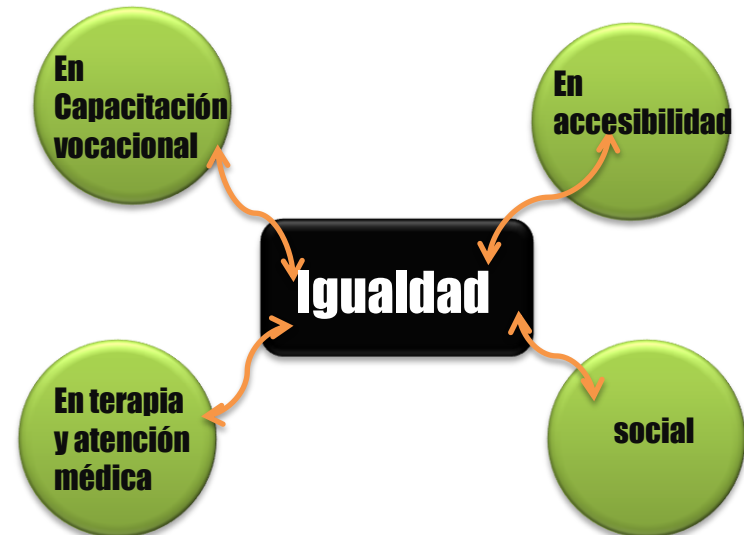 En
Capacitación
vocacional
En
accesibilidad
Igualdad
En terapia
y atención
médica
social